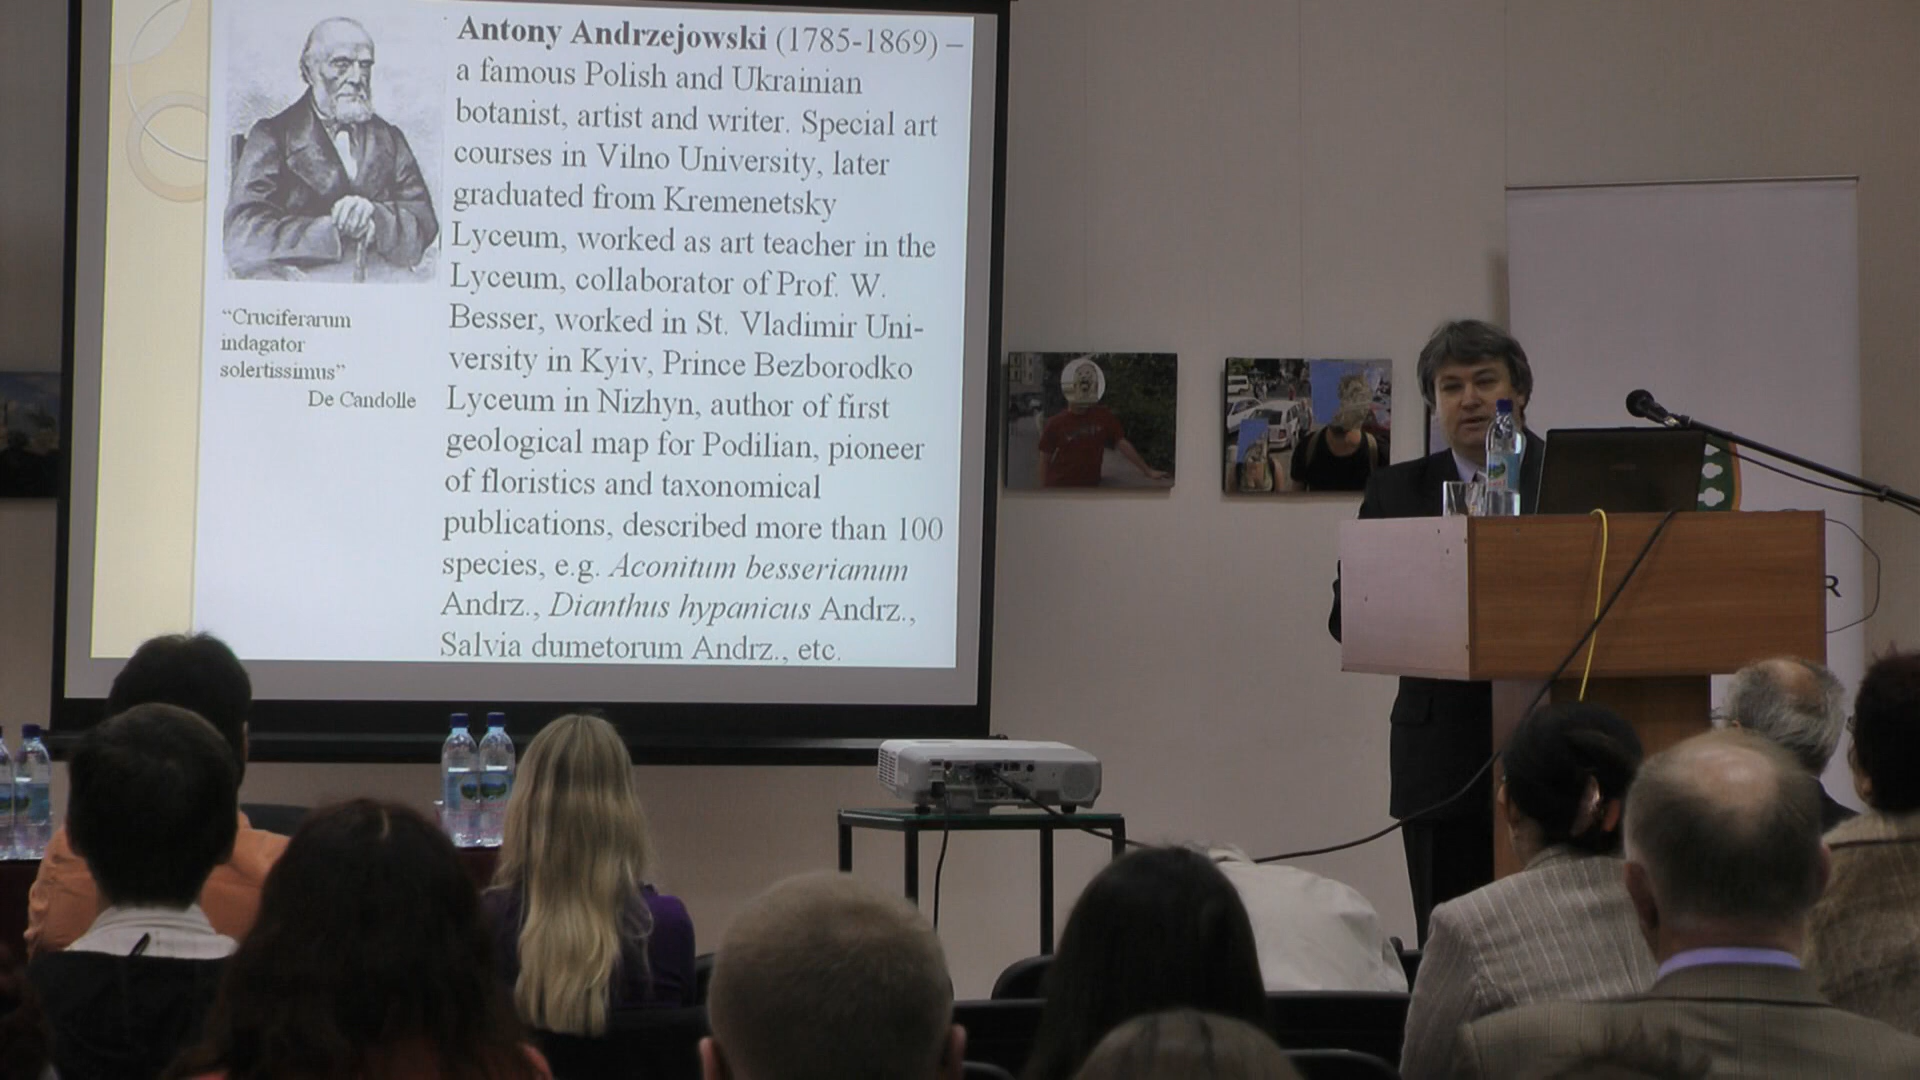 Antony Andrzejowski (1785-1869) –
a famous Polish and Ukrainian
botanist, artist and writer. Special art
courses in Vilno University, later
graduated from Kremenetsky
Lyceum, worked as art teacher in the
Lyceum, collaborator of Prof. W.
Besser, worked in St. Vladimir Uni-
versity in Kyiv, Prince Bezborodko
Lyceum in Nizhyn, author of first
geological map for Podilian, pioneer
of floristics and taxonomical
publications, described more than 100
species, e.g. Aconitum besserianum
Andrz., Dianthus hypanicus Andrz.,
Salvia dumetorum Andrz., etc.
“Cruciferarum
indagator
solertissimus”
De Candolle
R